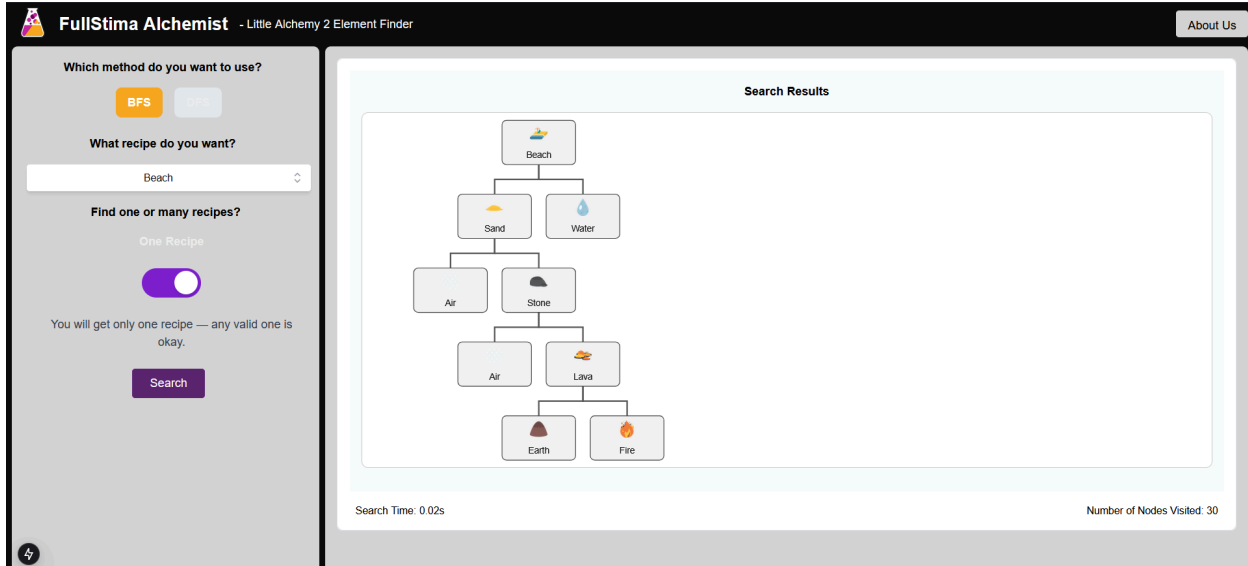 FullStima Alchemist - Little Alchemy 2 Element Finder
About Us
Which method do you want to use?
BFS
DFS
What recipe do you want?
Beach
Find one or many recipes?
One Recipe
You will get only one recipe — any valid one is
okay.
Search
Search Results
Beach
Sand
Water
Air
Stone
Air
Lava
Earth
Fire
Search Time: 0.02s
Number of Nodes Visited: 30